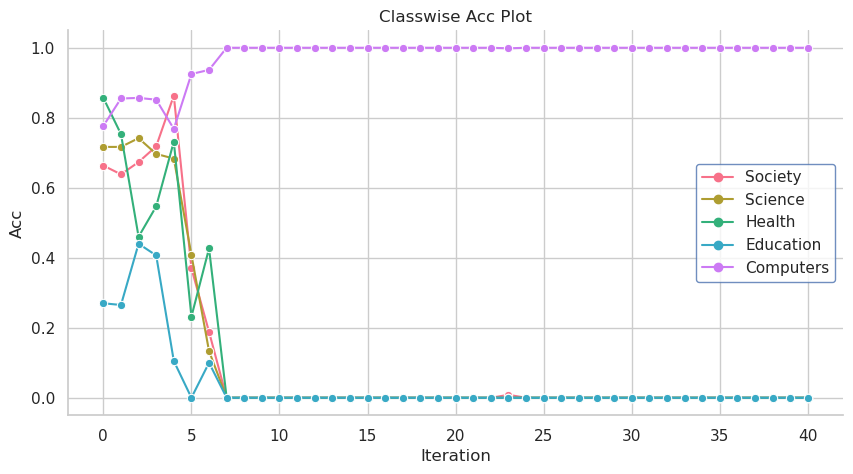 Classwise Acc Plot
1.0
0.8
0.6
0.4
0.2
0.0
Acc
Society
Science
Health
Education
Computers
0 5 10 15 20 25 30 35 40
Iteration